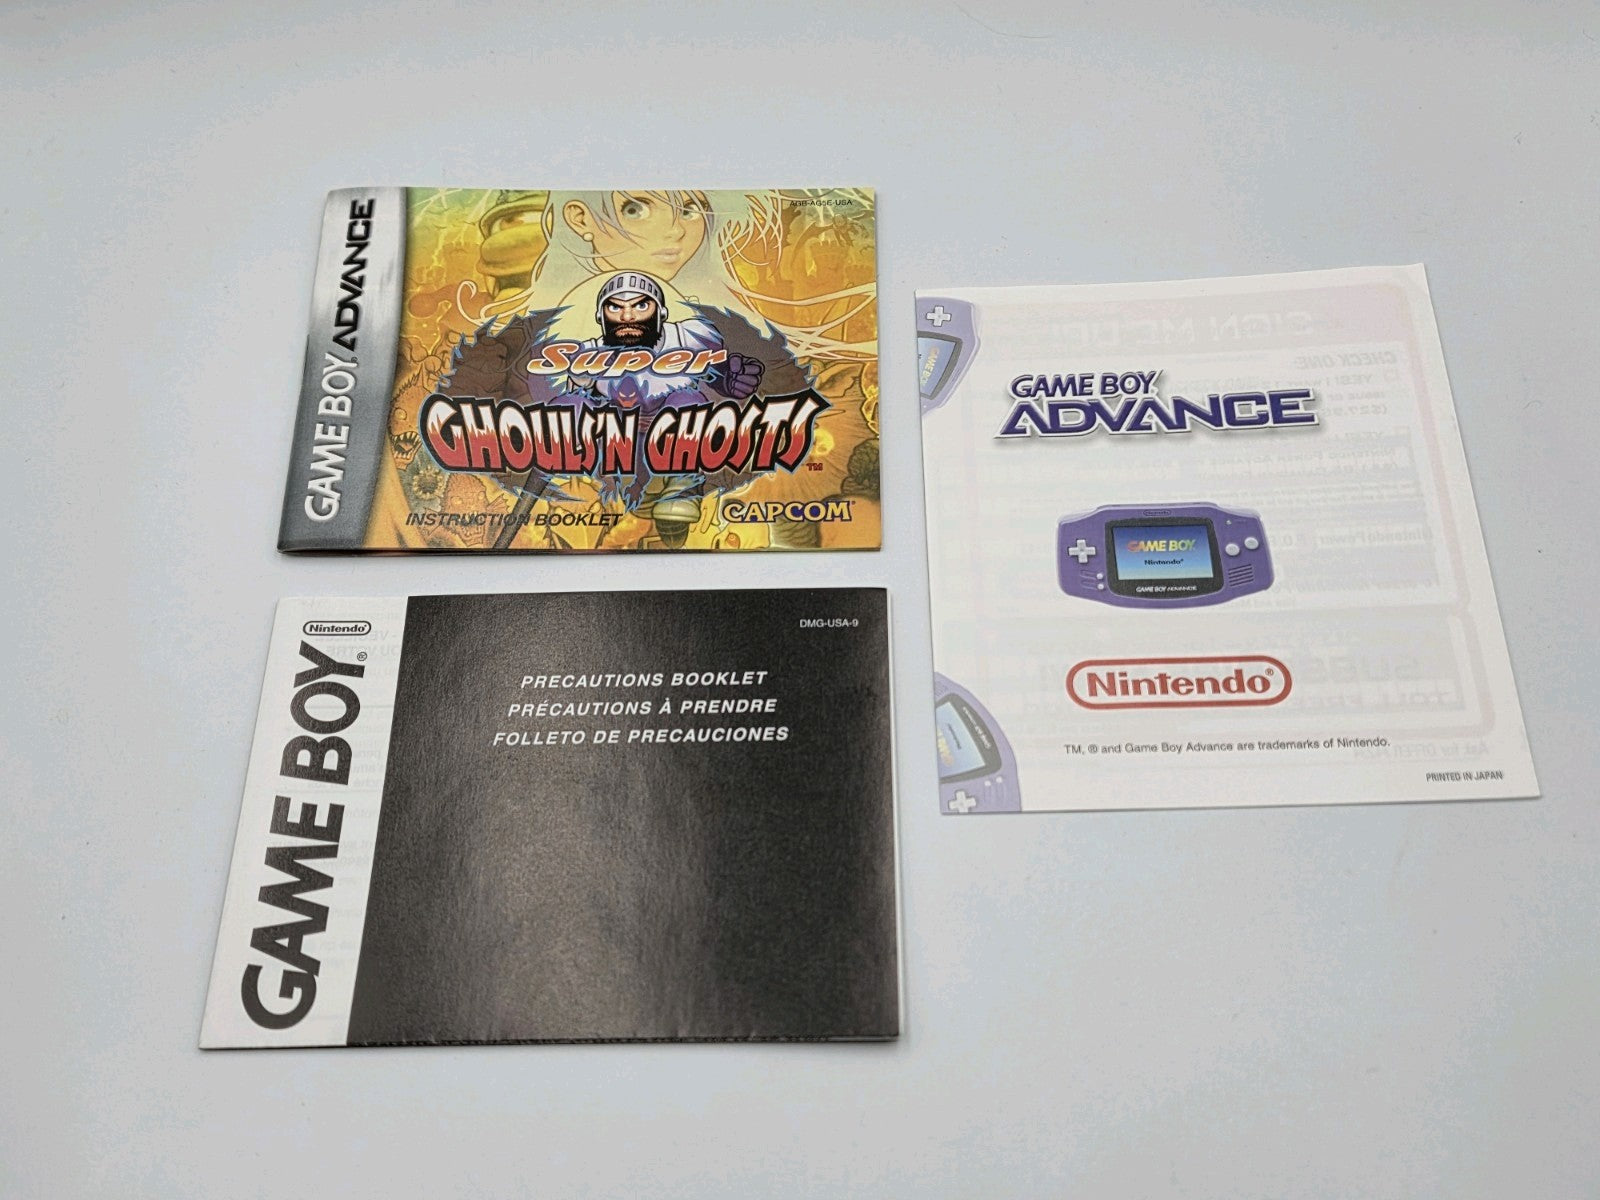 GAME BOY ADVANCE
AGB-AG5E-USA
Super
GHOULS'N GHOSTS™
INSTRUCTION BOOKLET
CAPCOM®
Nintendo®
GAME BOY
DMG-USA-9
PRECAUTIONS BOOKLET
PRÉCAUTIONS À PRENDRE
FOLLETO DE PRECAUCIONES
GAME BOY
ADVANCE
Nintendo
GAME BOY
Nintendo®
GAME BOY ADVANCE
Nintendo®
TM, ® and Game Boy Advance are trademarks of Nintendo.
PRINTED IN JAPAN